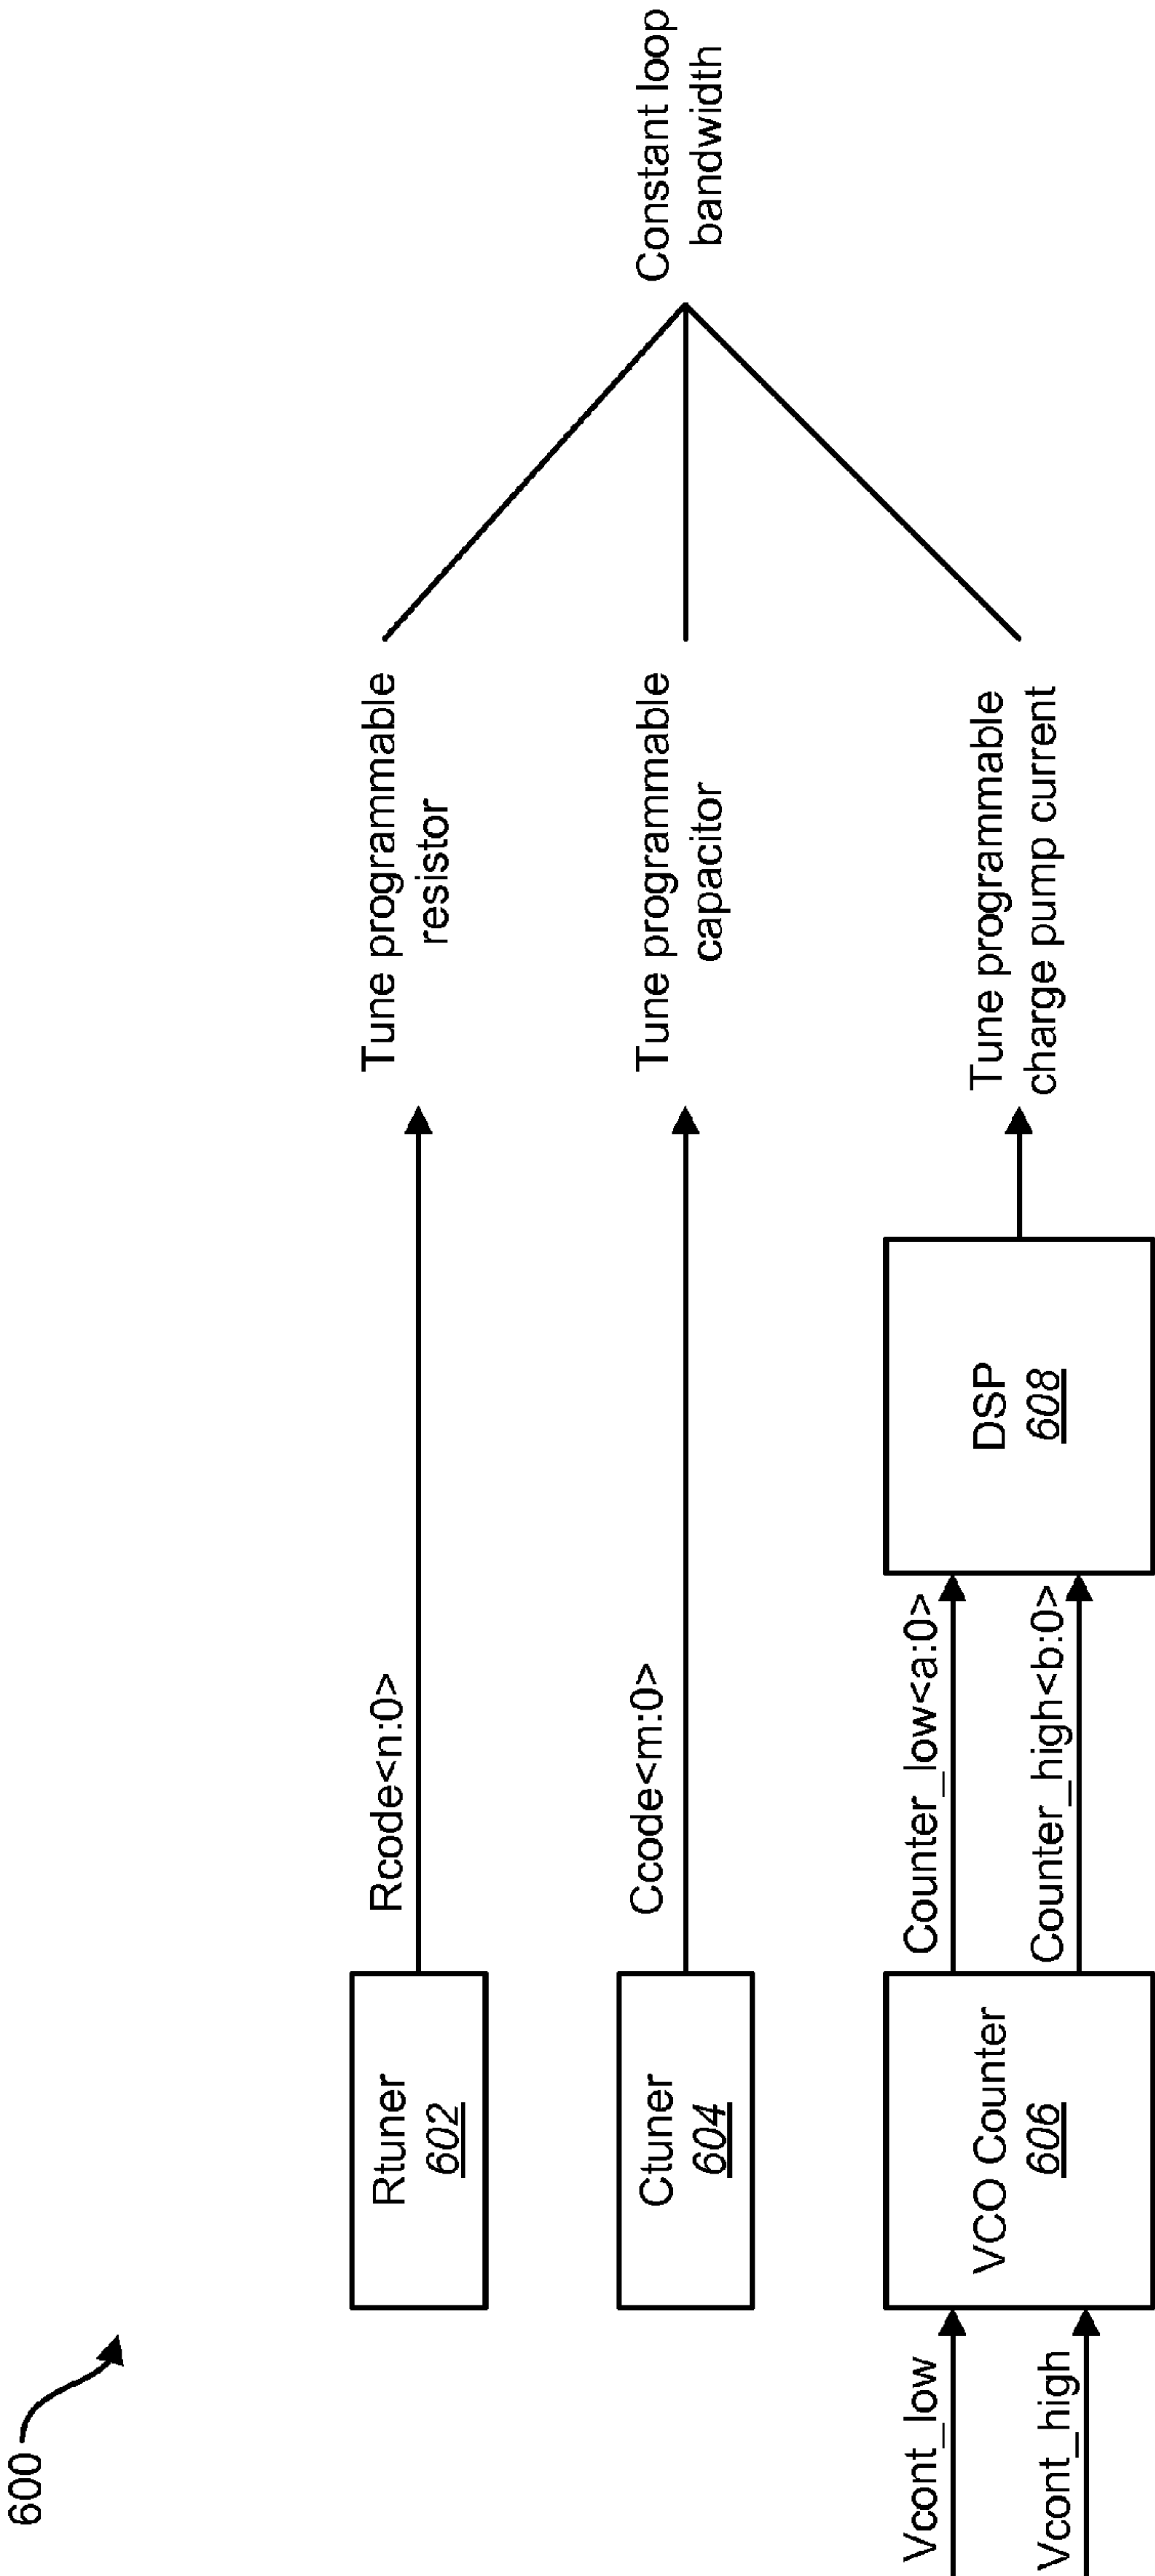 600
Rtuner
602
Rcode<n:0>
Tune programmable
resistor
Ctuner
604
Ccode<m:0>
Tune programmable
capacitor
Constant loop
bandwidth
Vcont_low
Vcont_high
VCO Counter
606
Counter_low<a:0>
Counter_high<b:0>
DSP
608
Tune programmable
charge pump current